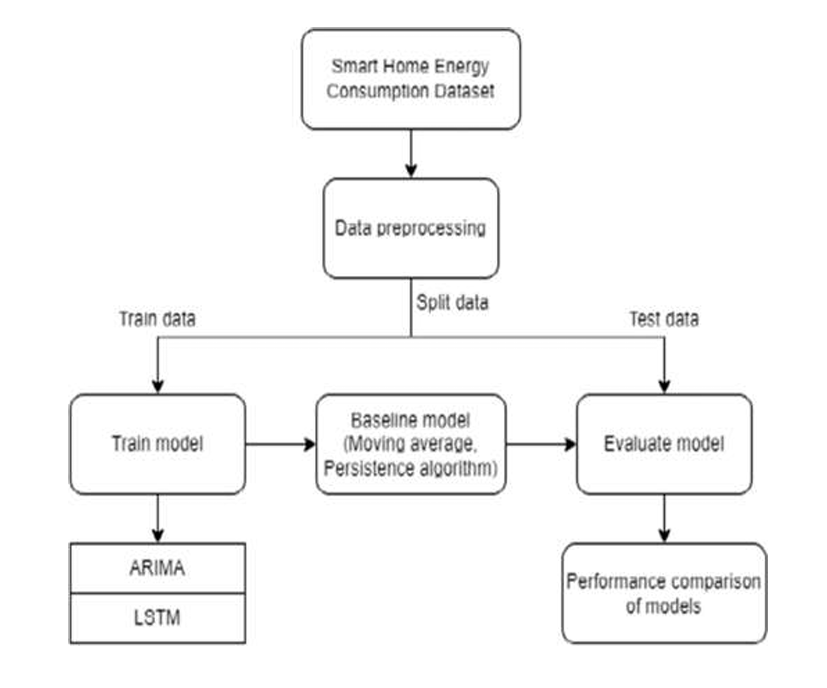 Smart Home Energy
Consumption Dataset
Data preprocessing
Split data
Train data
Test data
Train model
Baseline model
(Moving average,
Persistence algorithm)
Evaluate model
ARIMA
LSTM
Performance comparison
of models